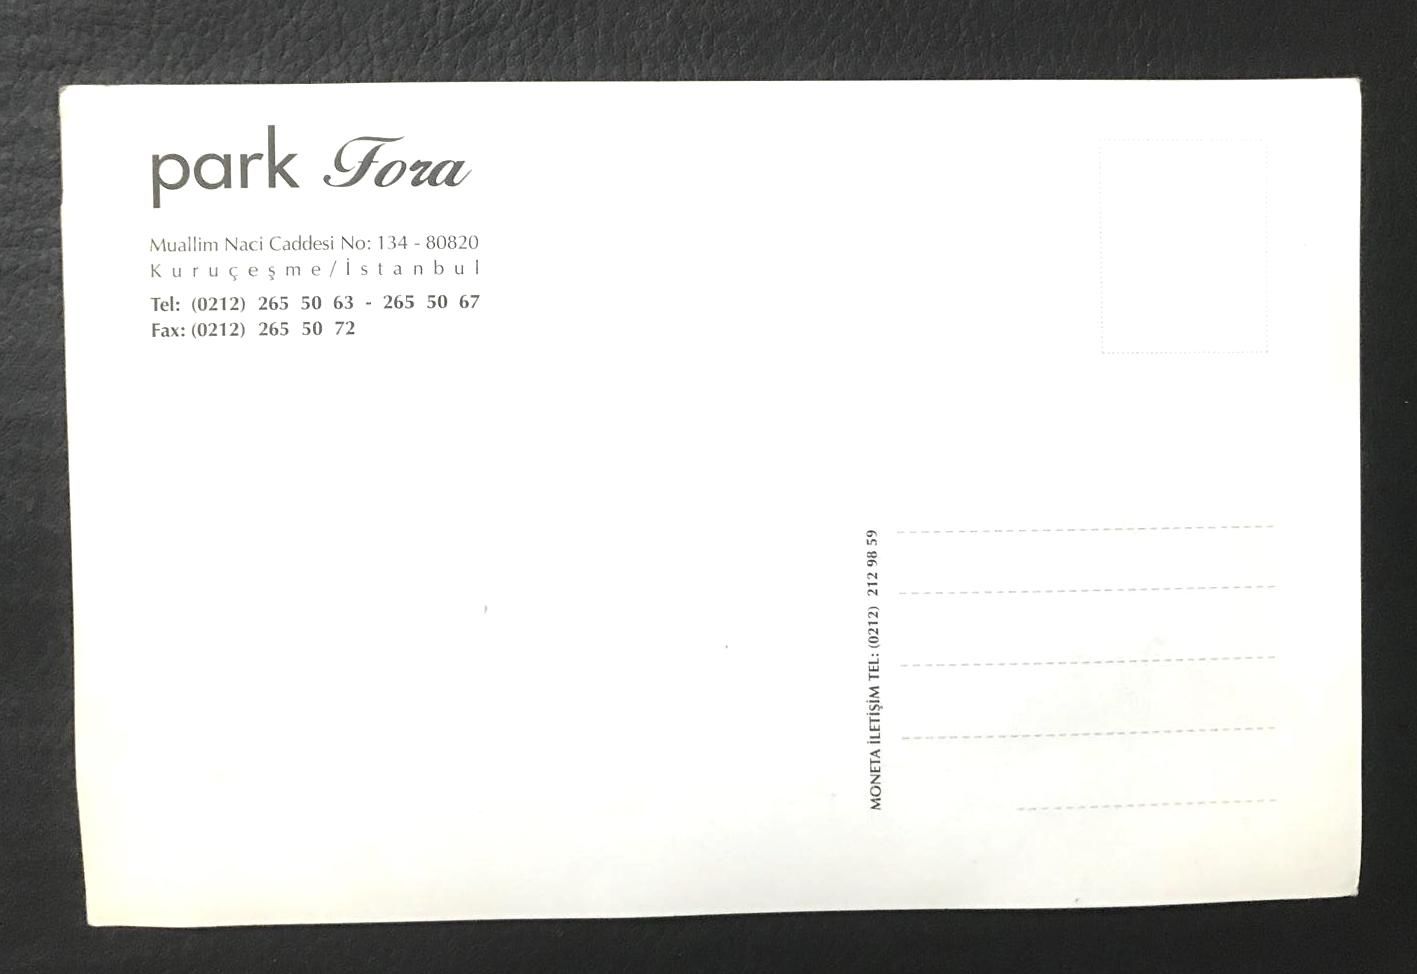 park Fora
Muallim Naci Caddesi No: 134 - 80820
Kuruçeşme/İstanbul
Tel: (0212) 265 50 63 - 265 50 67
Fax: (0212) 265 50 72
MONETA İLETİŞİM TEL: (0212) 212 98 59